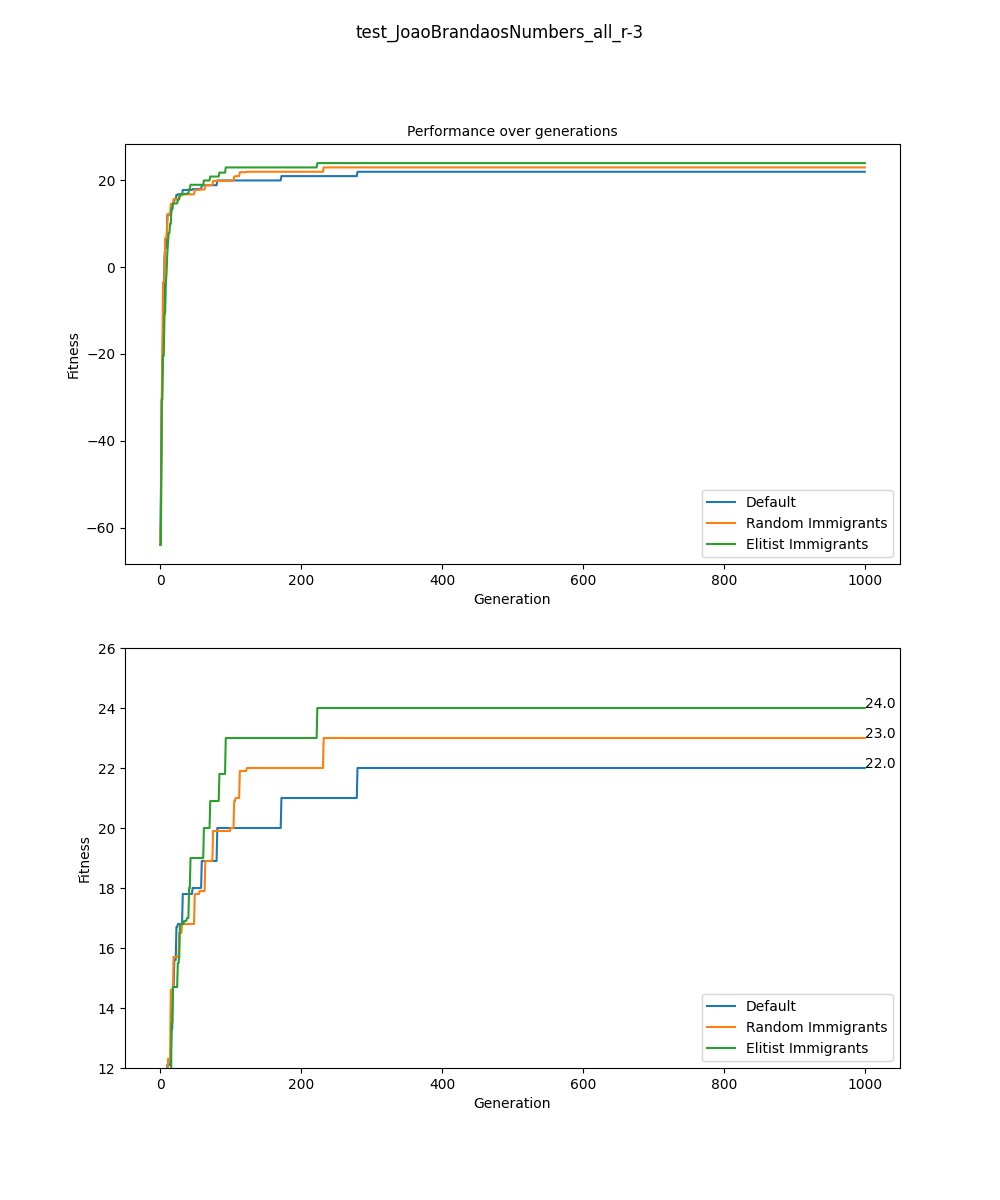 test_JoaoBrandaosNumbers_all_r-3
Performance over generations
20
0
−20
−40
−60
Fitness
Default
Random Immigrants
Elitist Immigrants
0 200 400 600 800 1000
Generation
26
24
22
20
18
16
14
12
Fitness
24.0
23.0
22.0
Default
Random Immigrants
Elitist Immigrants
0 200 400 600 800 1000
Generation